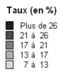 Taux (en %)
Plus de 26
21 à 26
17 à 21
13 à 17
7 à 13